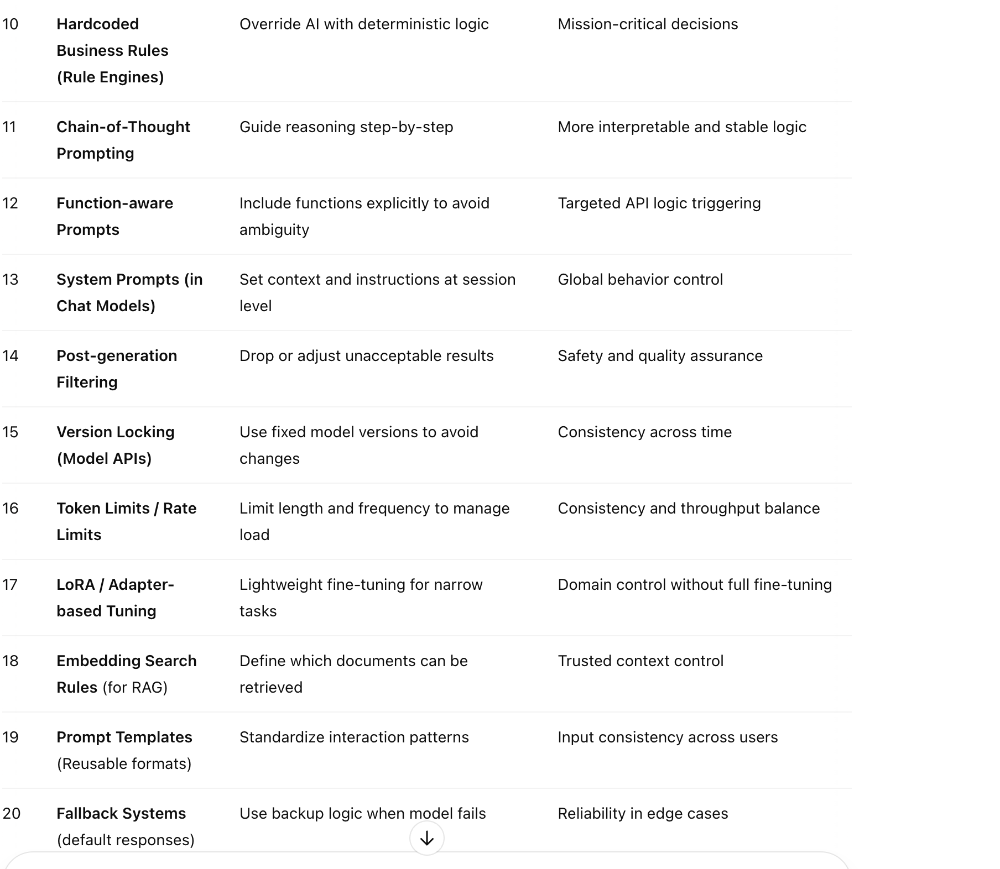 10 Hardcoded Override AI with deterministic logic Mission-critical decisions
Business Rules
(Rule Engines)
11 Chain-of-Thought Guide reasoning step-by-step More interpretable and stable logic
Prompting
12 Function-aware Include functions explicitly to avoid Targeted API logic triggering
Prompts ambiguity
13 System Prompts (in Set context and instructions at session Global behavior control
Chat Models) level
14 Post-generation Drop or adjust unacceptable results Safety and quality assurance
Filtering
15 Version Locking Use fixed model versions to avoid Consistency across time
(Model APIs) changes
16 Token Limits / Rate Limit length and frequency to manage Consistency and throughput balance
Limits load
17 LoRA / Adapter- Lightweight fine-tuning for narrow Domain control without full fine-tuning
based Tuning tasks
18 Embedding Search Define which documents can be Trusted context control
Rules (for RAG) retrieved
19 Prompt Templates Standardize interaction patterns Input consistency across users
(Reusable formats)
20 Fallback Systems Use backup logic when model fails Reliability in edge cases
(default responses)